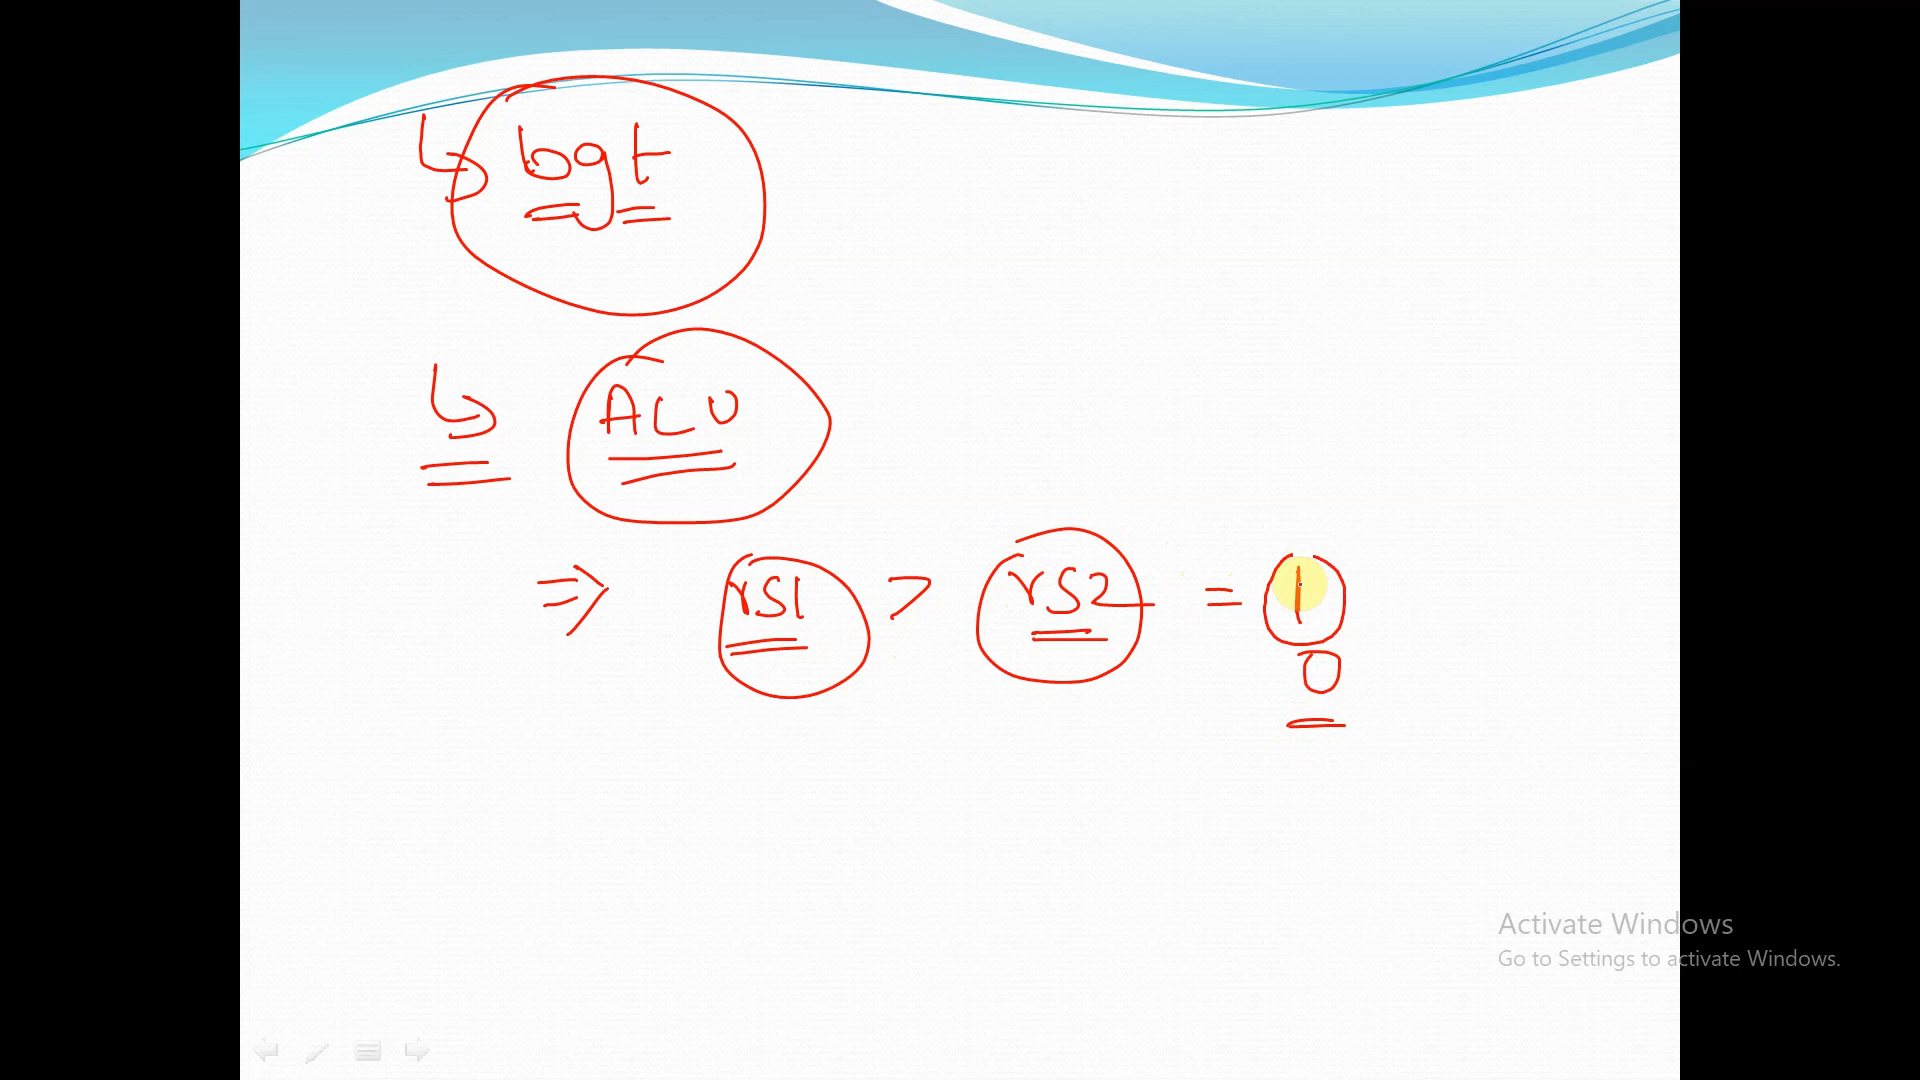 ↳ bgt
↳ ALU
⇒ rs1 > rs2 = 1
0
Activate Windows
Go to Settings to activate Windows.